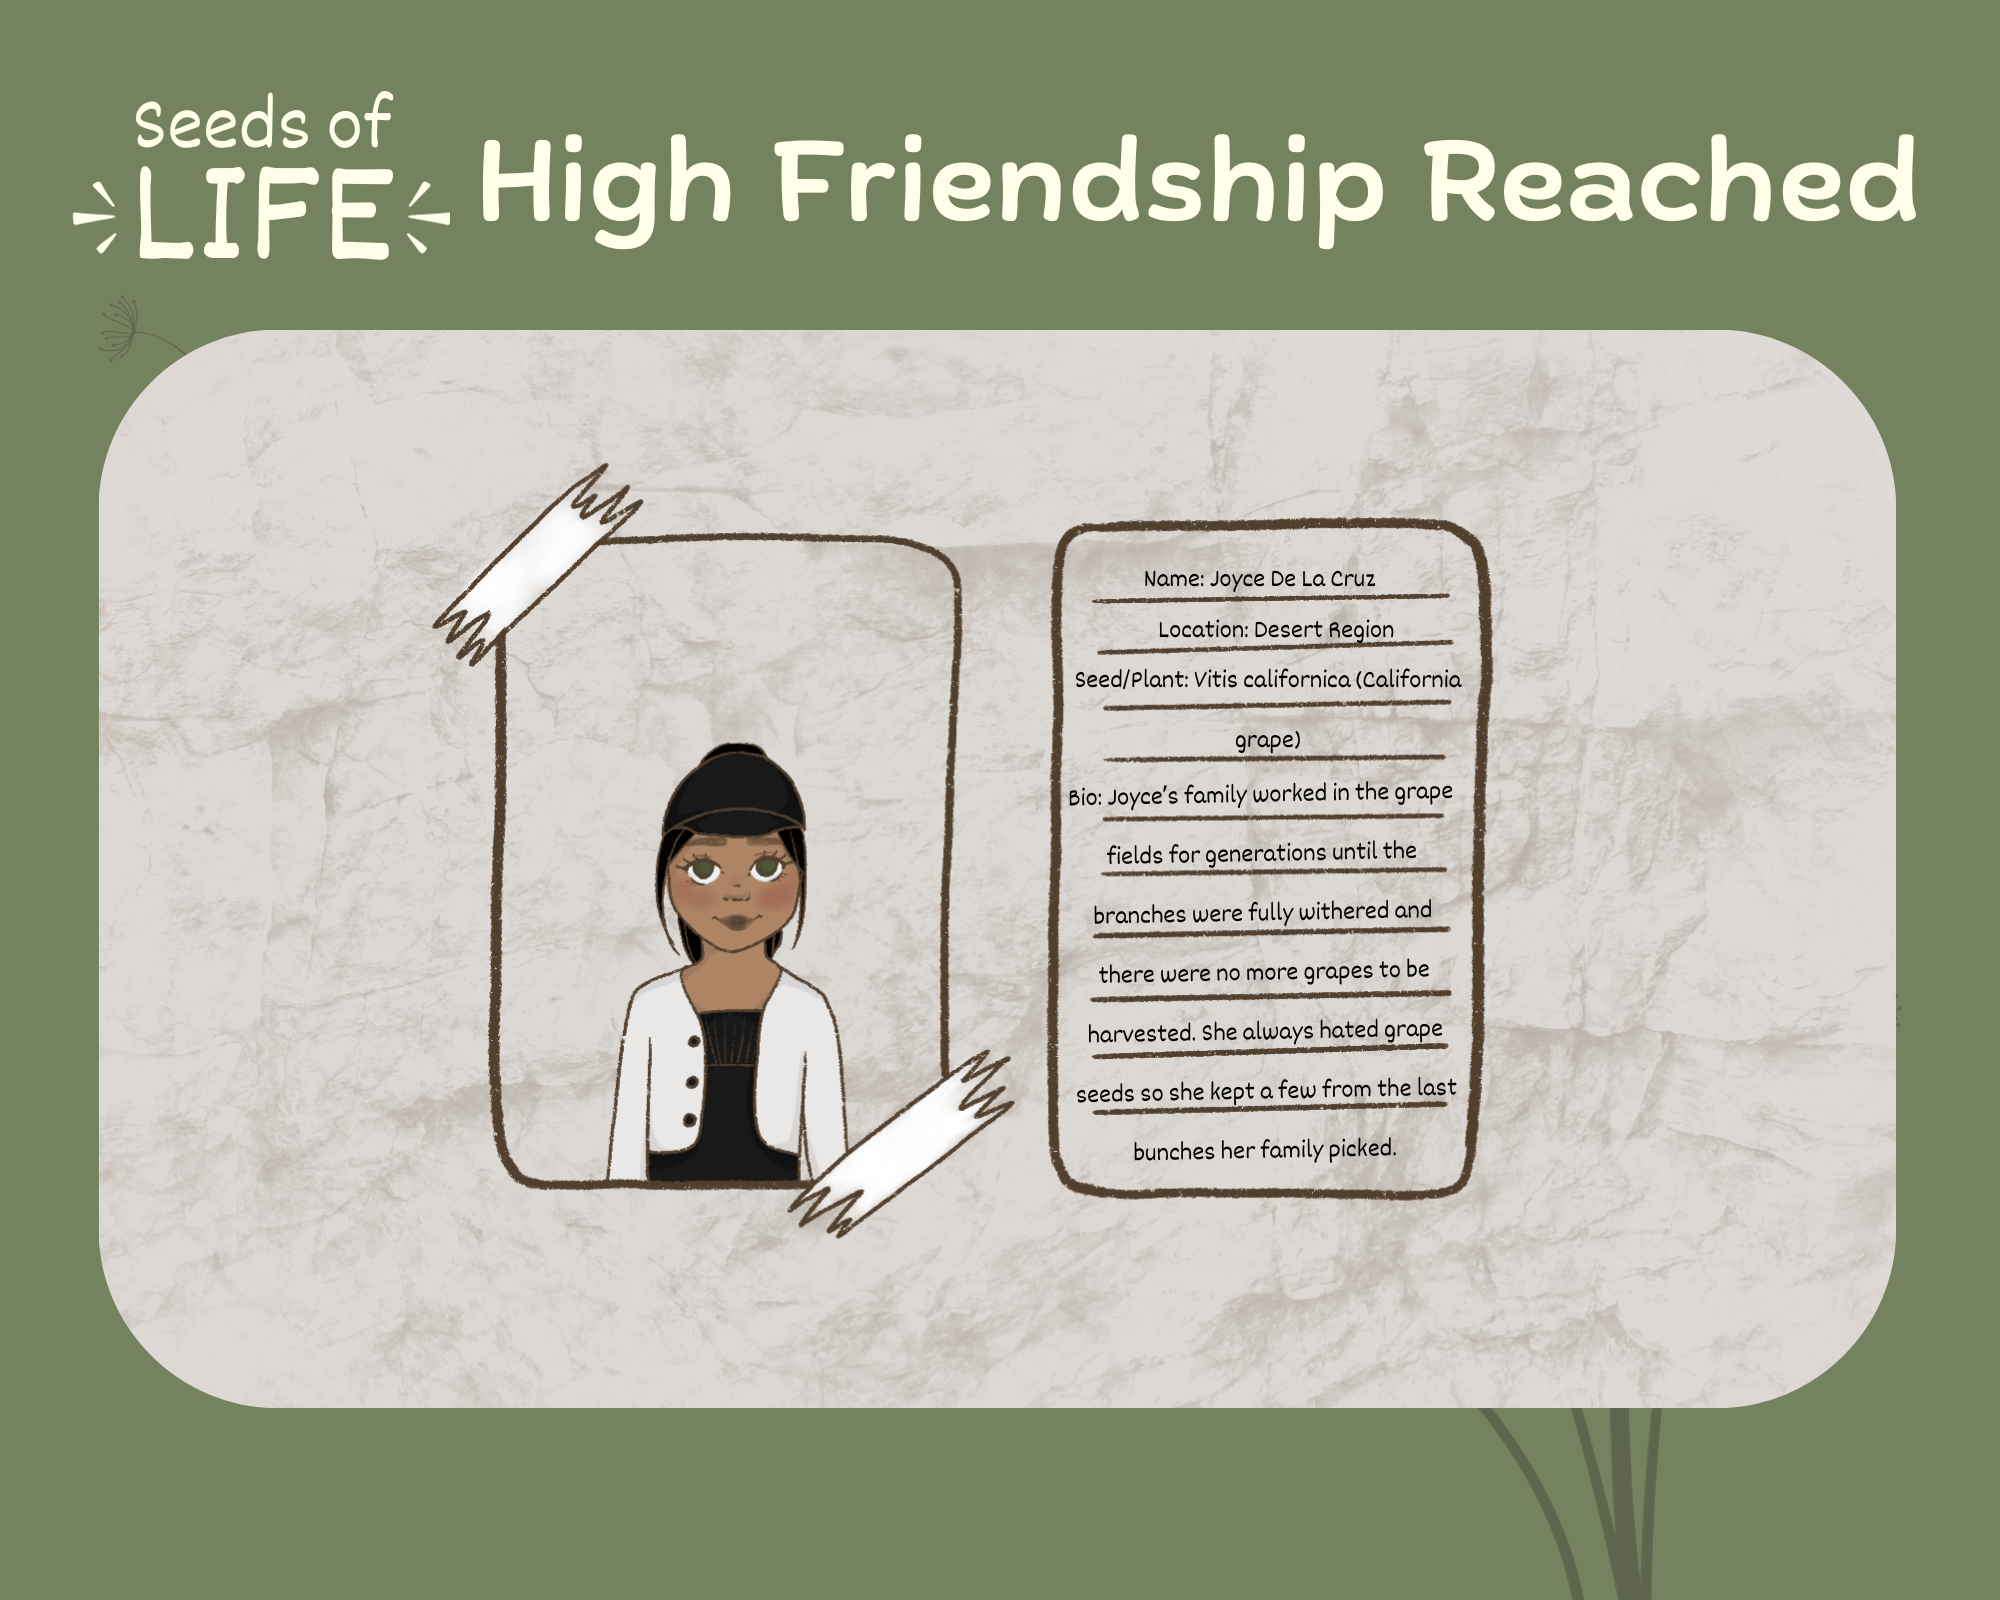 Seeds of
LIFE
High Friendship Reached
Name: Joyce De La Cruz
Location: Desert Region
Seed/Plant: Vitis californica (California
grape)
Bio: Joyce's family worked in the grape
fields for generations until the
branches were fully withered and
there were no more grapes to be
harvested. She always hated grape
seeds so she kept a few from the last
bunches her family picked.